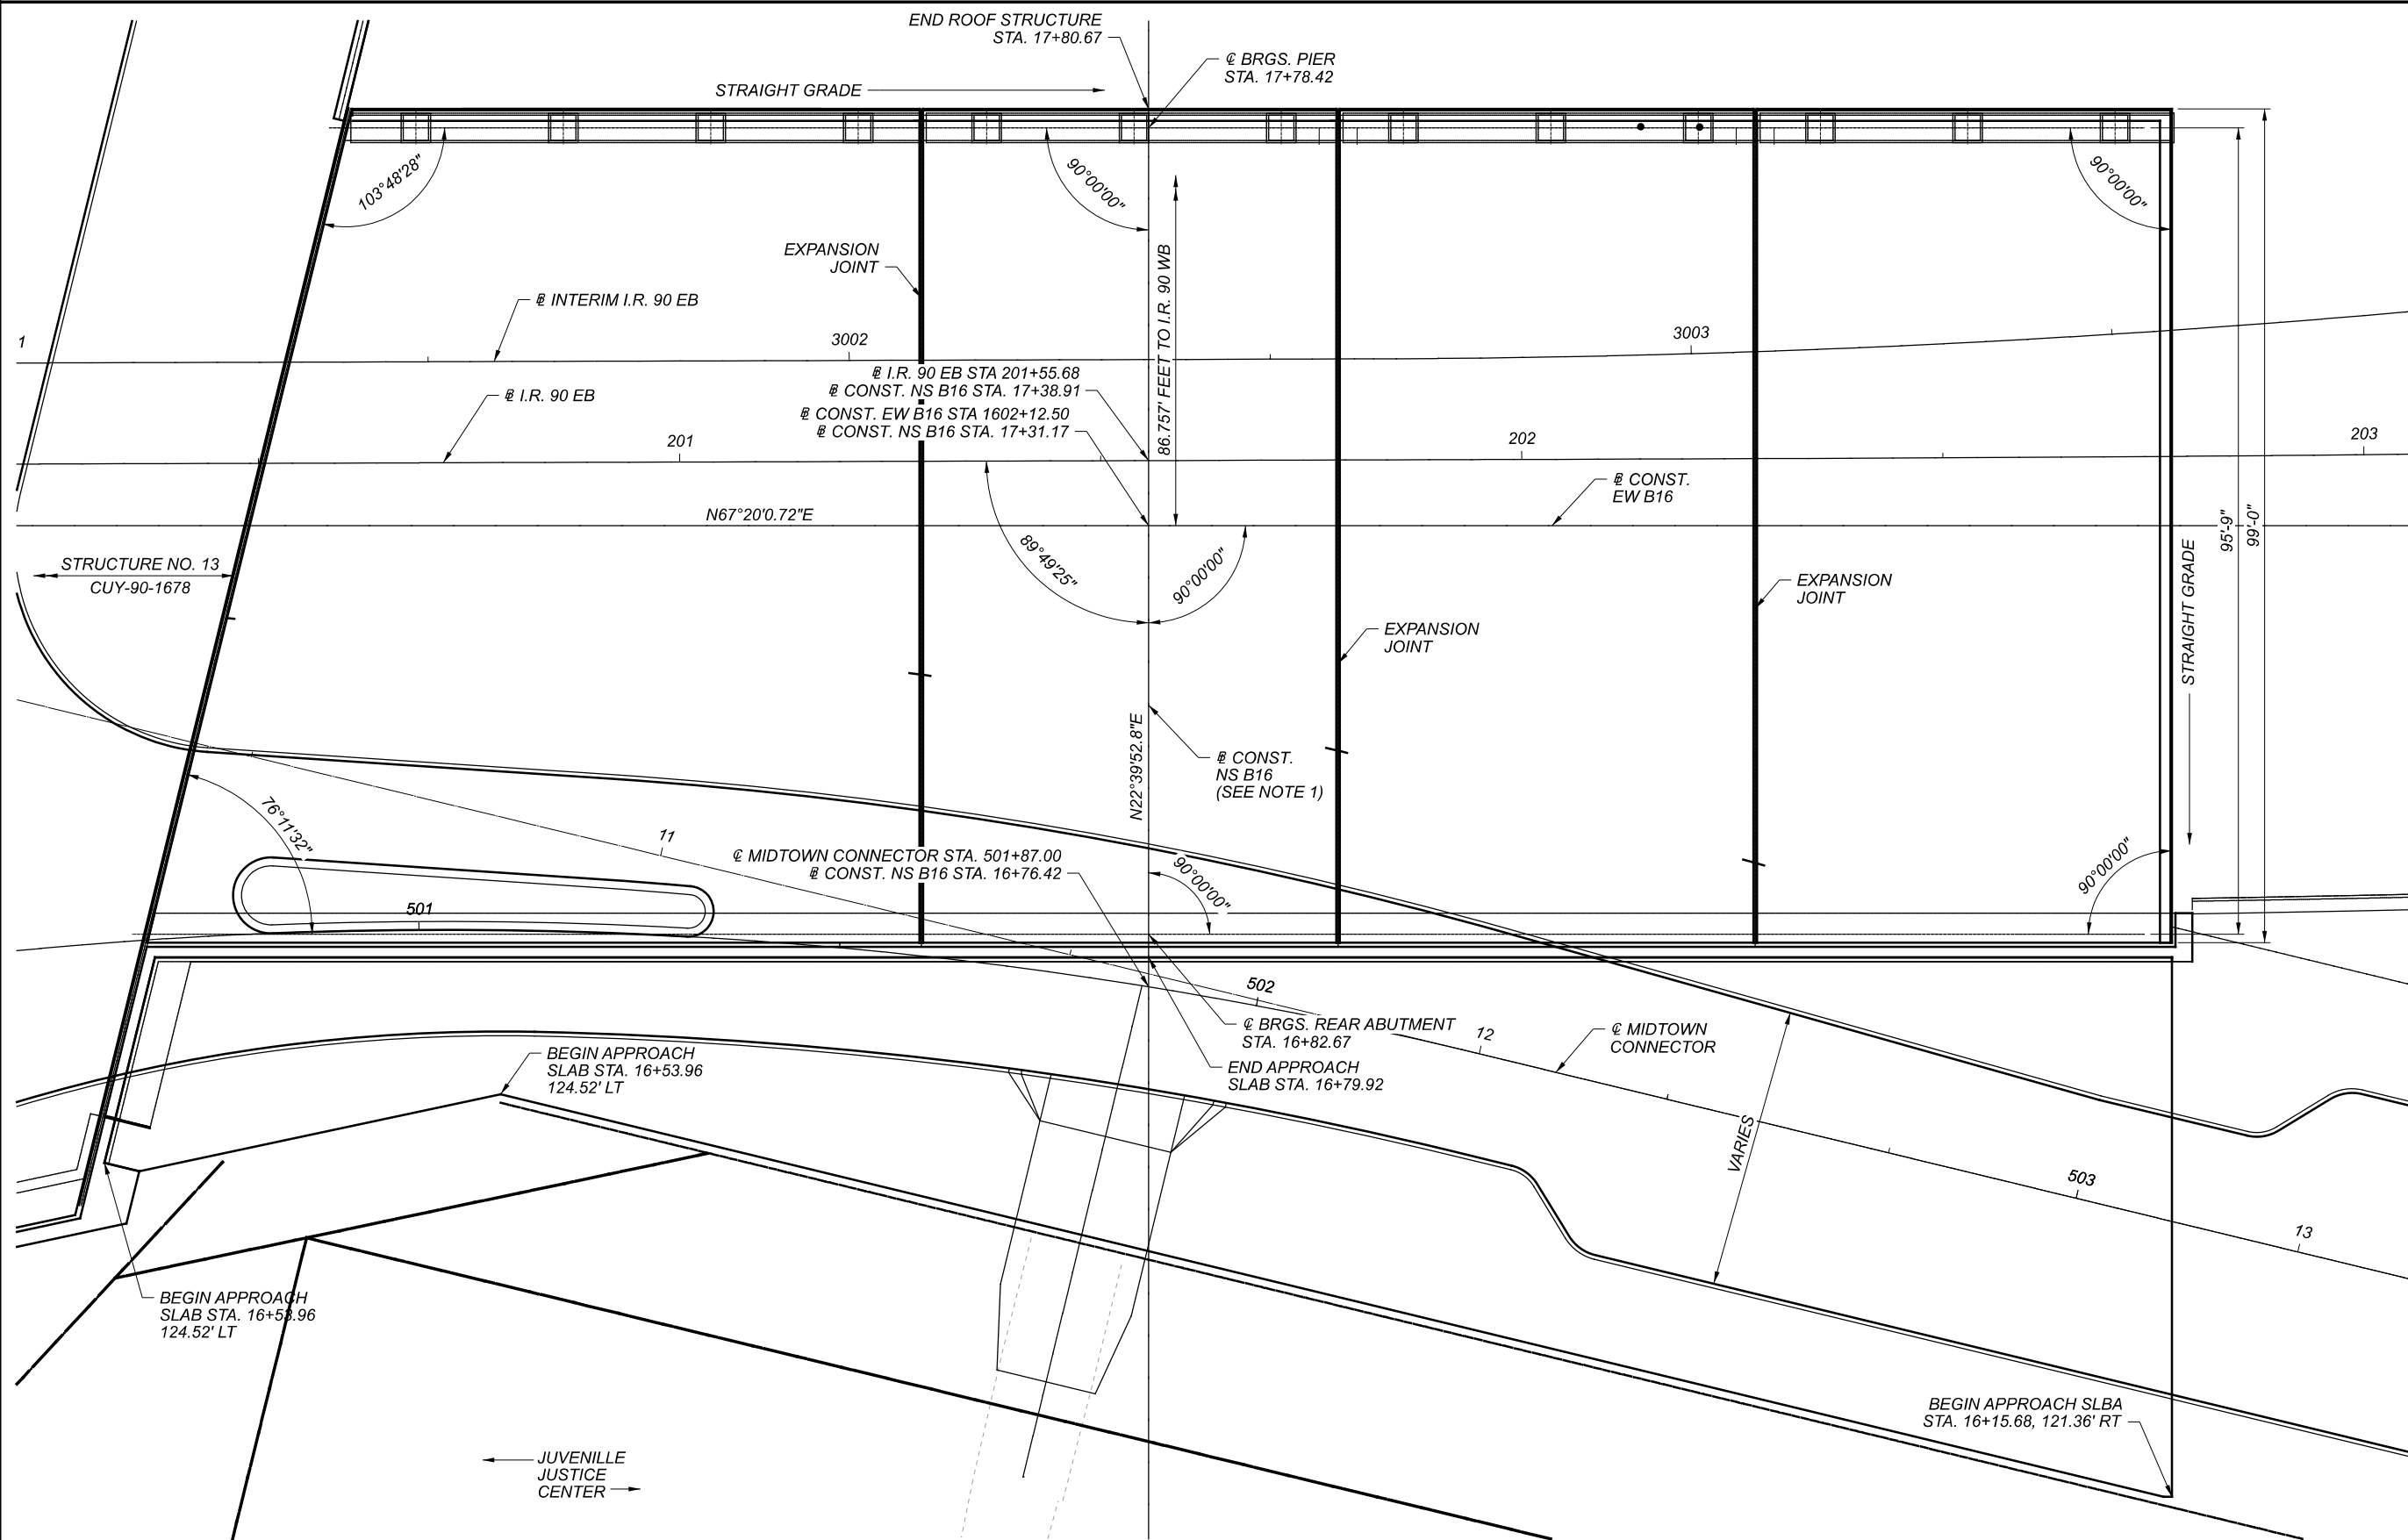 END ROOF STRUCTURE
STA. 17+80.67
℄ BRGS. PIER
STA. 17+78.42
STRAIGHT GRADE
103°48'28"
90°00'00"
90°00'00"
EXPANSION
JOINT
86.757' FEET TO I.R. 90 WB
℄ INTERIM I.R. 90 EB
1
3002
3003
℄ I.R. 90 EB STA 201+55.68
℄ CONST. NS B16 STA. 17+38.91
℄ I.R. 90 EB
℄ CONST. EW B16 STA 1602+12.50
℄ CONST. NS B16 STA. 17+31.17
201
202
203
℄ CONST.
EW B16
N67°20'0.72"E
95'-9"
99'-0"
STRUCTURE NO. 13
CUY-90-1678
89°49'25"
90°00'00"
EXPANSION
JOINT
STRAIGHT GRADE
EXPANSION
JOINT
N22°39'52.8"E
℄ CONST.
NS B16
(SEE NOTE 1)
76°11'32"
11
℄ MIDTOWN CONNECTOR STA. 501+87.00
℄ CONST. NS B16 STA. 16+76.42
90°00'00"
90°00'00"
501
502
℄ BRGS. REAR ABUTMENT
STA. 16+82.67
12
℄ MIDTOWN
CONNECTOR
BEGIN APPROACH
SLAB STA. 16+53.96
124.52' LT
END APPROACH
SLAB STA. 16+79.92
VARIES
503
13
BEGIN APPROACH
SLAB STA. 16+53.96
124.52' LT
BEGIN APPROACH SLBA
STA. 16+15.68, 121.36' RT
JUVENILLE
JUSTICE
CENTER